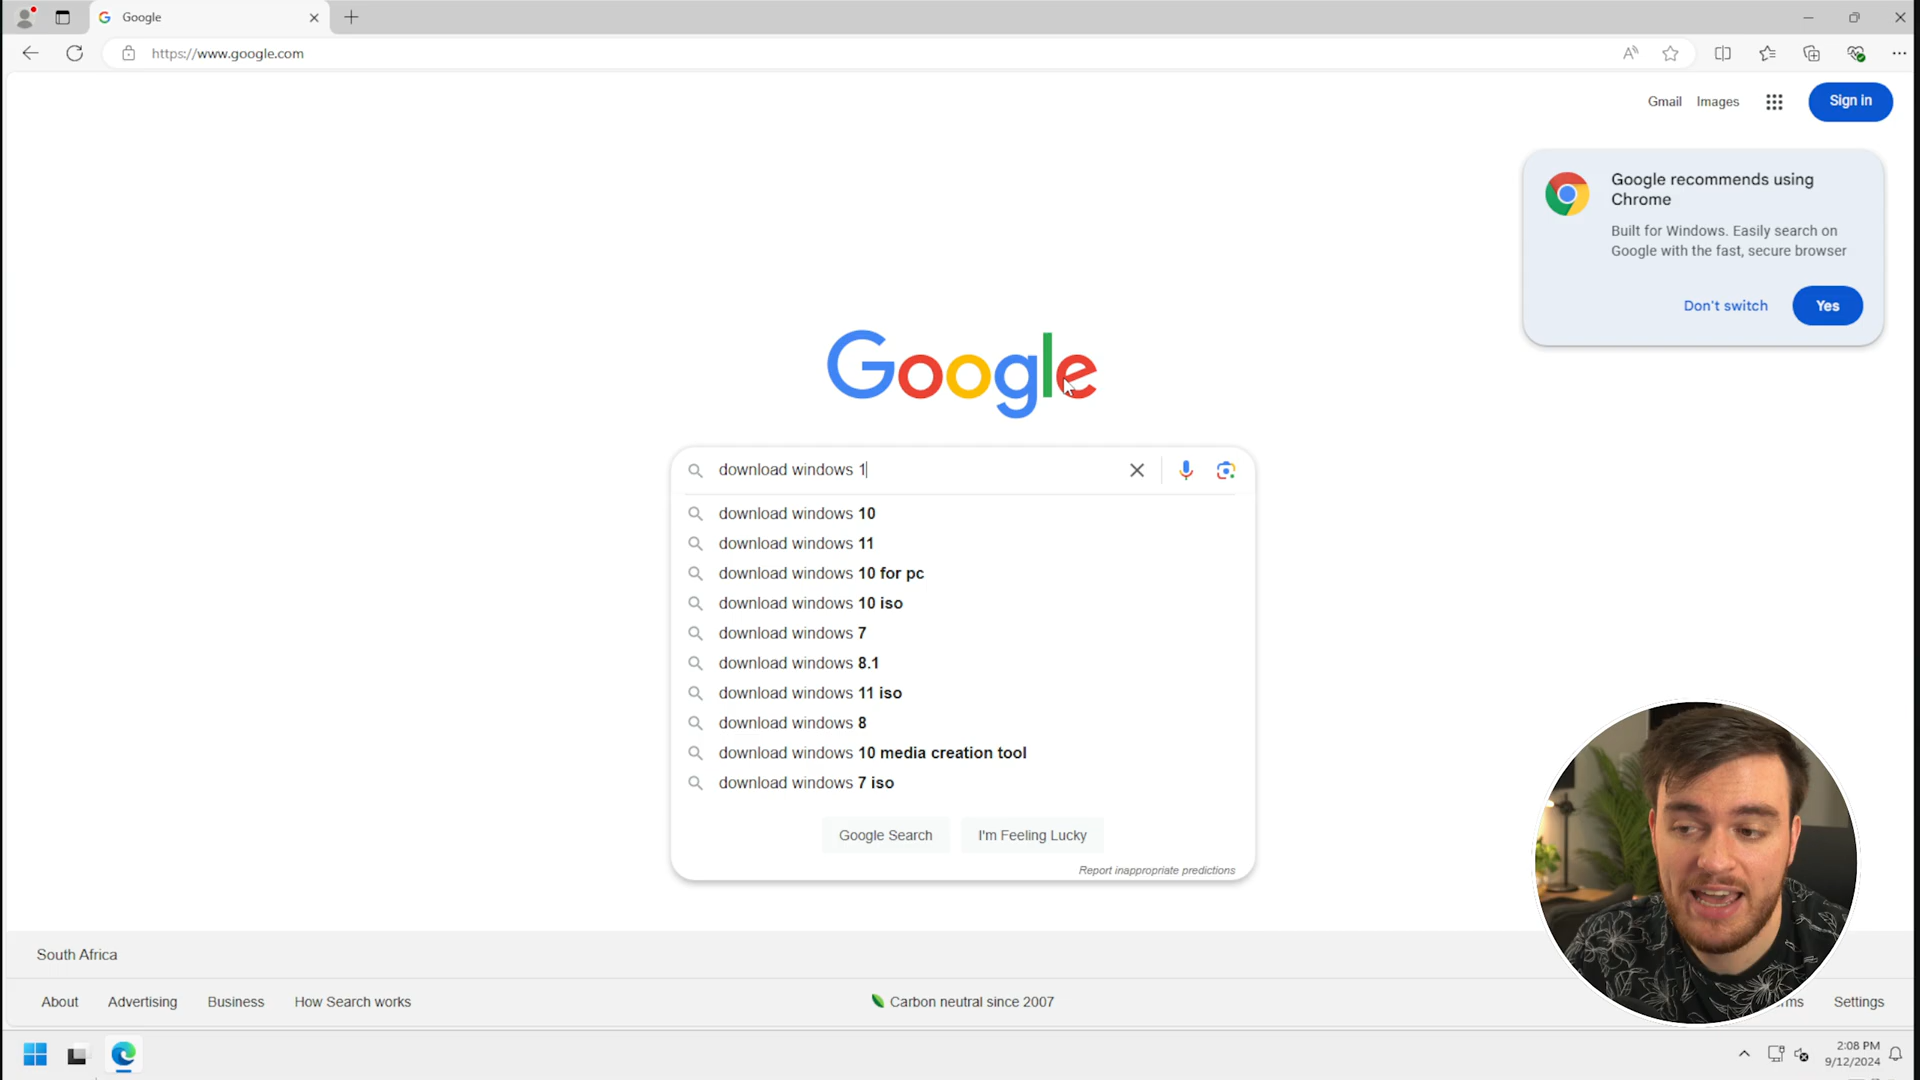 Google
https://www.google.com
Gmail
Images
Sign in
Google recommends using
Chrome
Built for Windows. Easily search on
Google with the fast, secure browser
Don't switch
Yes
Google
download windows 1
download windows 10
download windows 11
download windows 10 for pc
download windows 10 iso
download windows 7
download windows 8.1
download windows 11 iso
download windows 8
download windows 10 media creation tool
download windows 7 iso
Google Search
I'm Feeling Lucky
Report inappropriate predictions
South Africa
About
Advertising
Business
How Search works
Carbon neutral since 2007
Settings
2:08 PM
9/12/2024